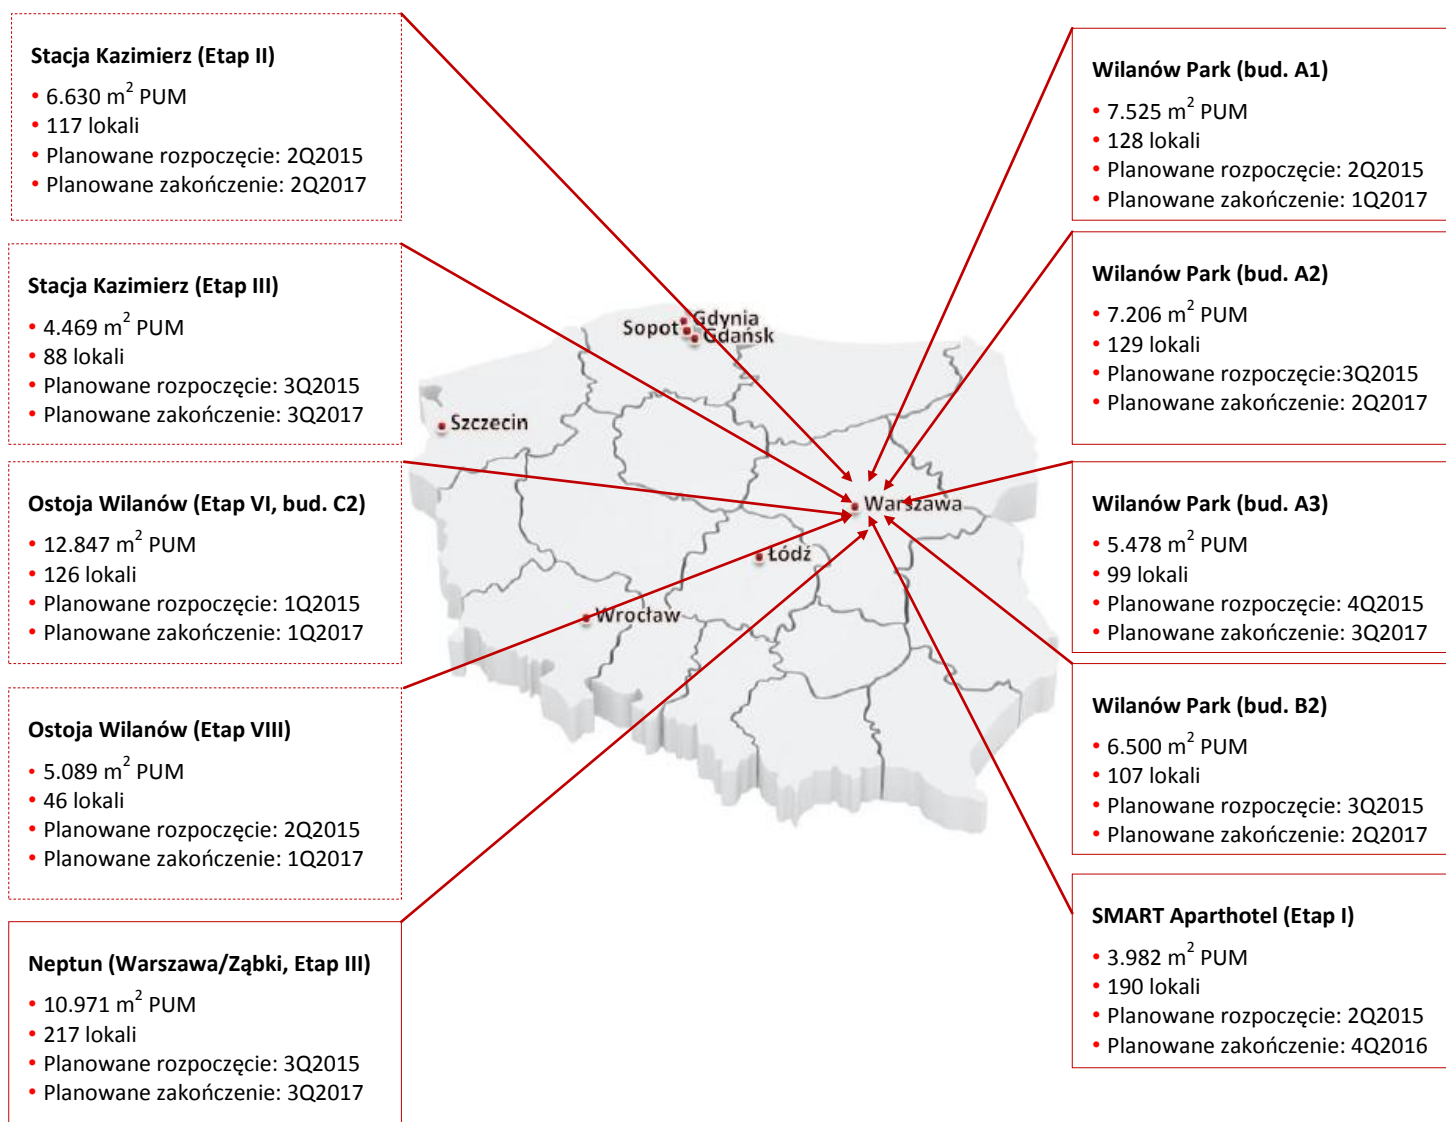 Stacja Kazimierz (Etap II)
• 6.630 m² PUM
• 117 lokali
• Planowane rozpoczęcie: 2Q2015
• Planowane zakończenie: 2Q2017
Stacja Kazimierz (Etap III)
• 4.469 m² PUM
• 88 lokali
• Planowane rozpoczęcie: 3Q2015
• Planowane zakończenie: 3Q2017
Ostoja Wilanów (Etap VI, bud. C2)
• 12.847 m² PUM
• 126 lokali
• Planowane rozpoczęcie: 1Q2015
• Planowane zakończenie: 1Q2017
Ostoja Wilanów (Etap VIII)
• 5.089 m² PUM
• 46 lokali
• Planowane rozpoczęcie: 2Q2015
• Planowane zakończenie: 1Q2017
Neptun (Warszawa/Ząbki, Etap III)
• 10.971 m² PUM
• 217 lokali
• Planowane rozpoczęcie: 3Q2015
• Planowane zakończenie: 3Q2017
Gdynia
Sopot
Gdańsk
Szczecin
Warszawa
Łódź
Wrocław
Wilanów Park (bud. A1)
• 7.525 m² PUM
• 128 lokali
• Planowane rozpoczęcie: 2Q2015
• Planowane zakończenie: 1Q2017
Wilanów Park (bud. A2)
• 7.206 m² PUM
• 129 lokali
• Planowane rozpoczęcie:3Q2015
• Planowane zakończenie: 2Q2017
Wilanów Park (bud. A3)
• 5.478 m² PUM
• 99 lokali
• Planowane rozpoczęcie: 4Q2015
• Planowane zakończenie: 3Q2017
Wilanów Park (bud. B2)
• 6.500 m² PUM
• 107 lokali
• Planowane rozpoczęcie: 3Q2015
• Planowane zakończenie: 2Q2017
SMART Aparthotel (Etap I)
• 3.982 m² PUM
• 190 lokali
• Planowane rozpoczęcie: 2Q2015
• Planowane zakończenie: 4Q2016